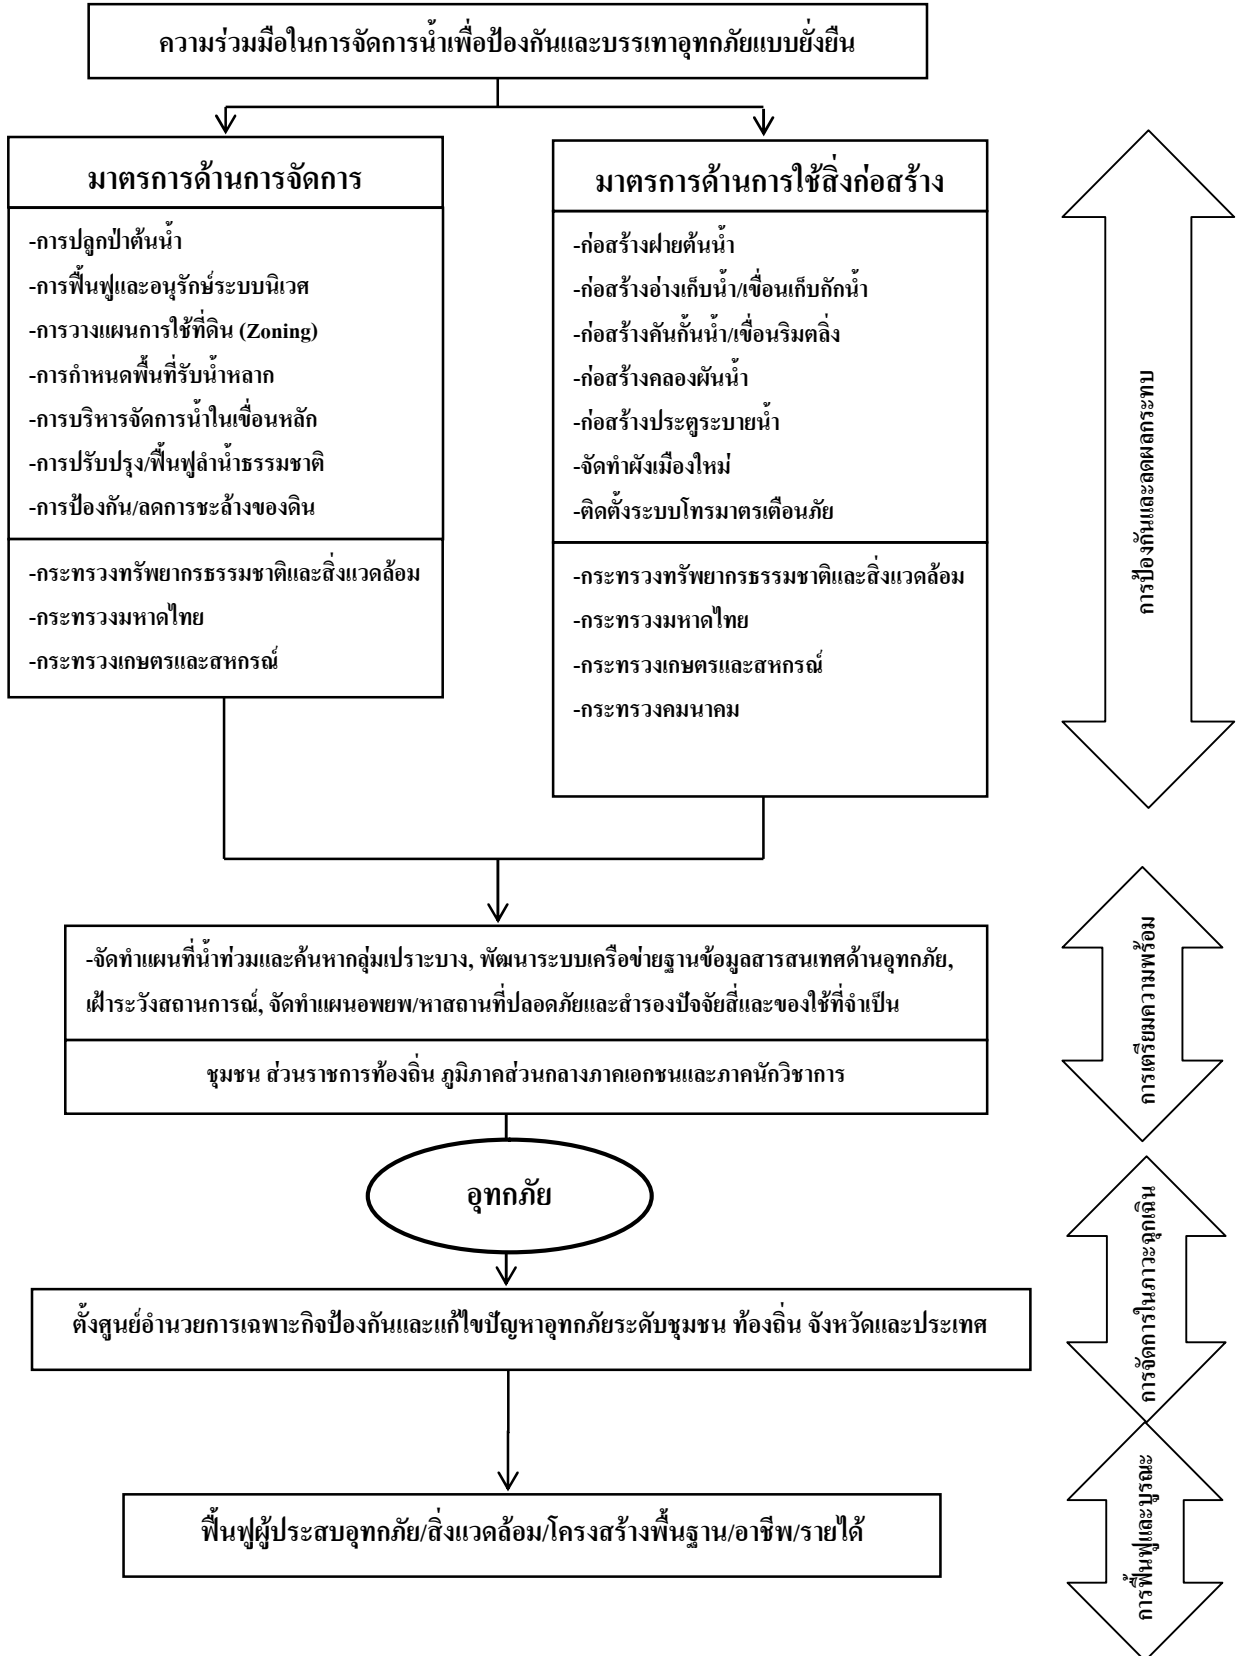 ความร่วมมือในการจัดการน้ำเพื่อป้องกันและบรรเทาอุทกภัยแบบยั่งยืน
มาตรการด้านการจัดการ
-การปลูกป่าต้นน้ำ
-การฟื้นฟูและอนุรักษ์ระบบนิเวศ
-การวางแผนการใช้ที่ดิน (Zoning)
-การกำหนดพื้นที่รับน้ำหลาก
-การบริหารจัดการน้ำในเขื่อนหลัก
-การปรับปรุง/ฟื้นฟูลำน้ำธรรมชาติ
-การป้องกัน/ลดการชะล้างของดิน
-กระทรวงทรัพยากรธรรมชาติและสิ่งแวดล้อม
-กระทรวงมหาดไทย
-กระทรวงเกษตรและสหกรณ์
มาตรการด้านการใช้สิ่งก่อสร้าง
-ก่อสร้างฝายต้นน้ำ
-ก่อสร้างอ่างเก็บน้ำ/เขื่อนเก็บกักน้ำ
-ก่อสร้างคันกั้นน้ำ/เขื่อนริมตลิ่ง
-ก่อสร้างคลองผันน้ำ
-ก่อสร้างประตูระบายน้ำ
-จัดทำผังเมืองใหม่
-ติดตั้งระบบโทรมาตรเตือนภัย
-กระทรวงทรัพยากรธรรมชาติและสิ่งแวดล้อม
-กระทรวงมหาดไทย
-กระทรวงเกษตรและสหกรณ์
-กระทรวงคมนาคม
การป้องกันและลดผลกระทบ
-จัดทำแผนที่น้ำท่วมและค้นหากลุ่มเปราะบาง, พัฒนาระบบเครือข่ายฐานข้อมูลสารสนเทศด้านอุทกภัย,
เฝ้าระวังสถานการณ์, จัดทำแผนอพยพ/หาสถานที่ปลอดภัยและสำรองปัจจัยสี่และของใช้ที่จำเป็น
ชุมชน ส่วนราชการท้องถิ่น ภูมิภาคส่วนกลางภาคเอกชนและภาคนักวิชาการ
การเตรียมความพร้อม
อุทกภัย
ตั้งศูนย์อำนวยการเฉพาะกิจป้องกันและแก้ไขปัญหาอุทกภัยระดับชุมชน ท้องถิ่น จังหวัดและประเทศ
การจัดการในภาวะฉุกเฉิน
ฟื้นฟูผู้ประสบอุทกภัย/สิ่งแวดล้อม/โครงสร้างพื้นฐาน/อาชีพ/รายได้
การฟื้นฟูและบูรณะ